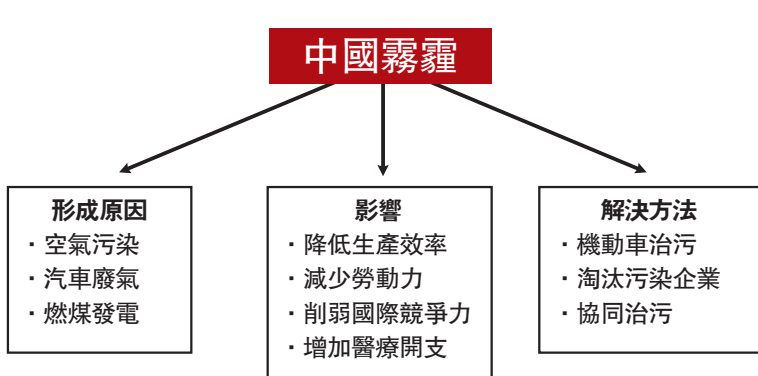 中國霧霾
形成原因
·空氣污染
·汽車廢氣
·燃煤發電
影響
·降低生產效率
·減少勞動力
·削弱國際競爭力
·增加醫療開支
解決方法
·機動車治污
·淘汰污染企業
·協同治污